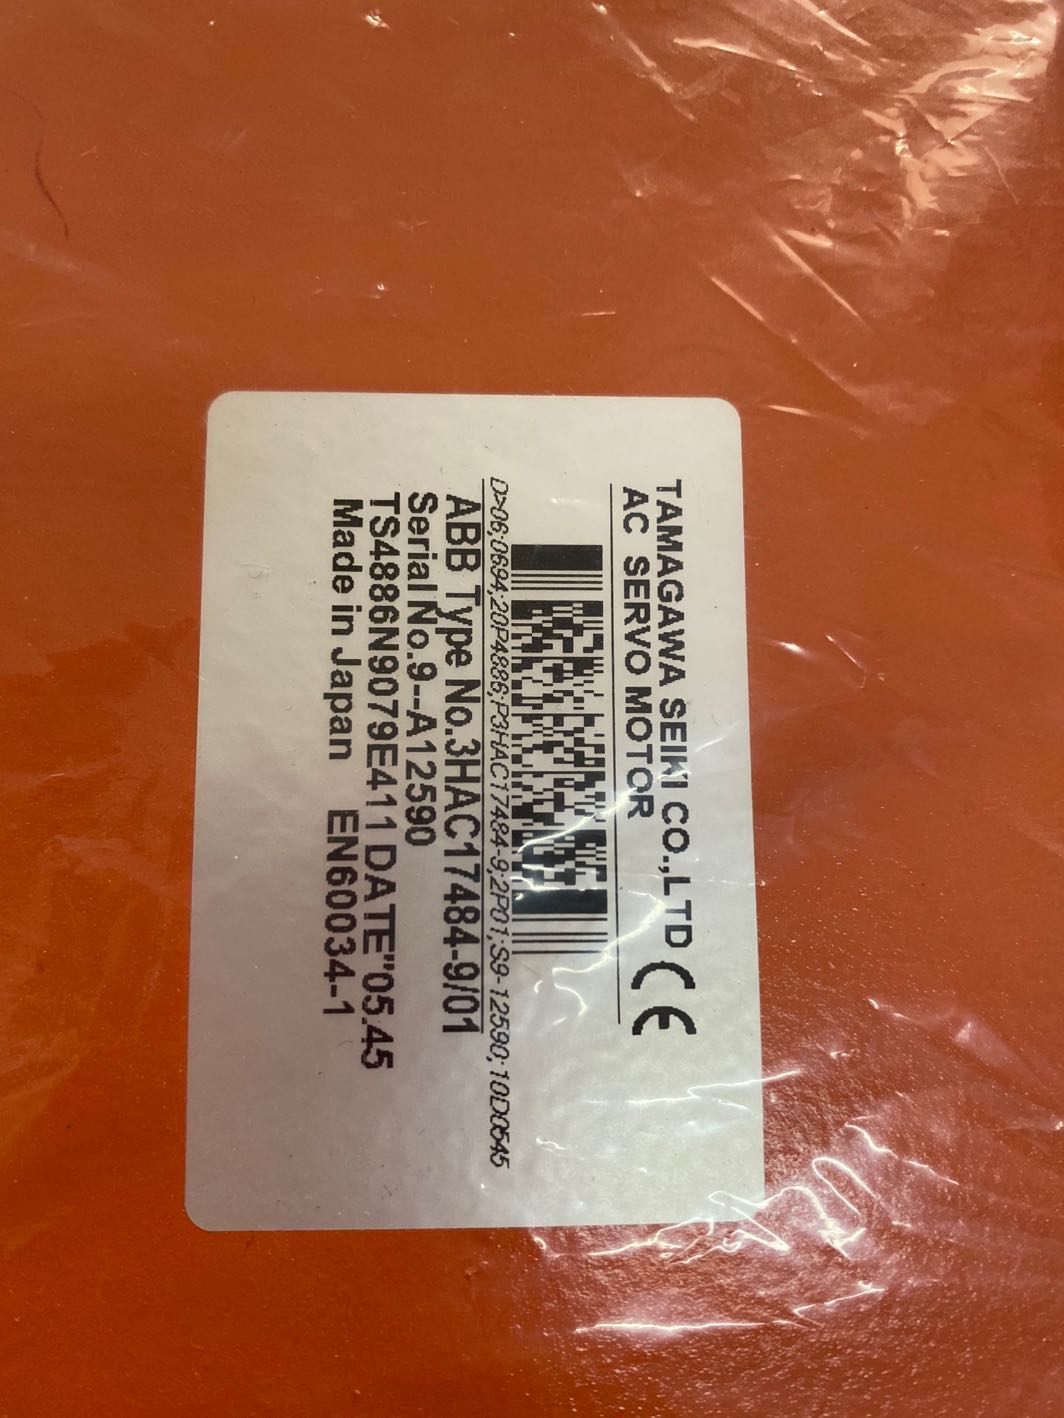 TAMAGAWA SEIKI CO.,LTD CE
AC SERVO MOTOR
D>06;0694;20P4886;P3HAC17484-9;2P01;S9-12590;10D0545
ABB Type No.3HAC17484-9/01
Serial No.9--A12590
TS4886N9079E411 DATE"05.45
Made in Japan EN60034-1